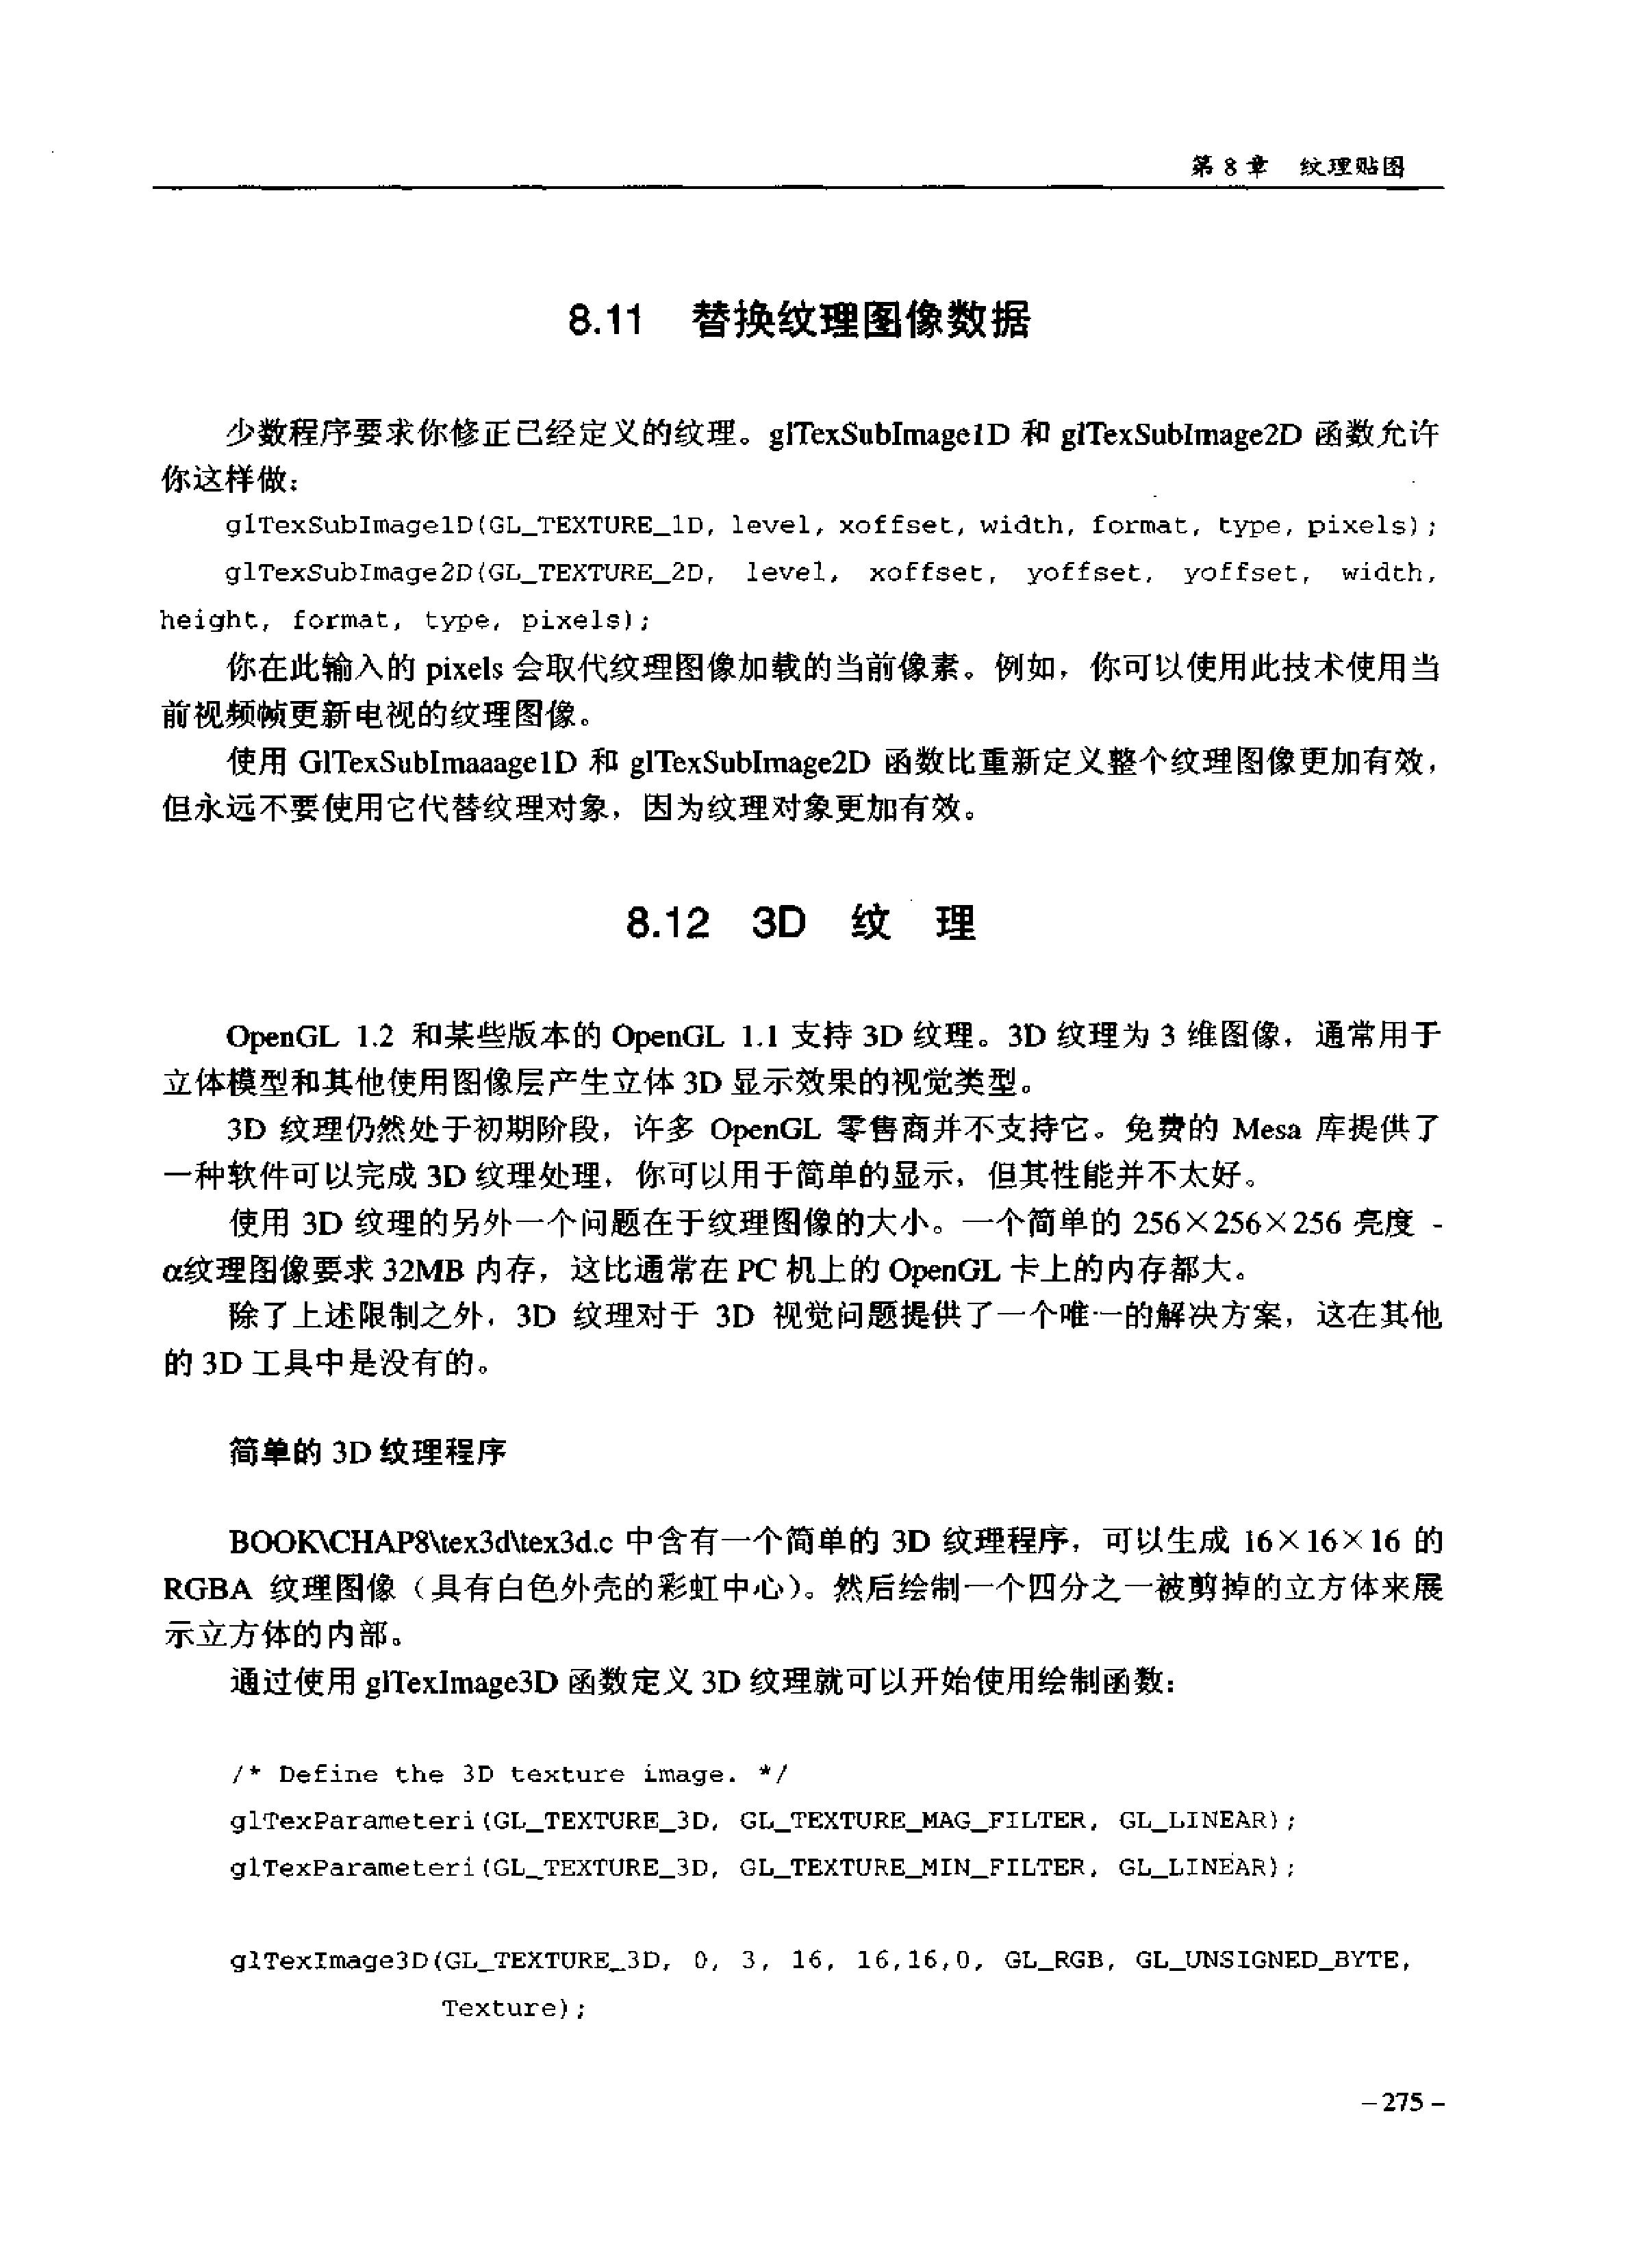 第 8 章 纹理贴图
8.11 替换纹理图像数据
少数程序要求你修正已经定义的纹理。glTexSubImage1D 和 glTexSubImage2D 函数允许
你这样做：
glTexSubImage1D(GL_TEXTURE_1D, level, xoffset, width, format, type, pixels);
glTexSubImage2D(GL_TEXTURE_2D, level, xoffset, yoffset, yoffset, width,
height, format, type, pixels);
你在此输入的 pixels 会取代纹理图像加载的当前像素。例如，你可以使用此技术使用当
前视频帧更新电视的纹理图像。
使用 GlTexSubImaaage1D 和 glTexSubImage2D 函数比重新定义整个纹理图像更加有效，
但永远不要使用它代替纹理对象，因为纹理对象更加有效。
8.12 3D 纹 理
OpenGL 1.2 和某些版本的 OpenGL 1.1 支持 3D 纹理。3D 纹理为 3 维图像，通常用于
立体模型和其他使用图像层产生立体 3D 显示效果的视觉类型。
3D 纹理仍然处于初期阶段，许多 OpenGL 零售商并不支持它。免费的 Mesa 库提供了
一种软件可以完成 3D 纹理处理，你可以用于简单的显示，但其性能并不太好。
使用 3D 纹理的另外一个问题在于纹理图像的大小。一个简单的 256×256×256 亮度 -
α纹理图像要求 32MB 内存，这比通常在 PC 机上的 OpenGL 卡上的内存都大。
除了上述限制之外，3D 纹理对于 3D 视觉问题提供了一个唯一的解决方案，这在其他
的 3D 工具中是没有的。
简单的 3D 纹理程序
BOOK\CHAP8\tex3d\tex3d.c 中含有一个简单的 3D 纹理程序，可以生成 16×16×16 的
RGBA 纹理图像（具有白色外壳的彩虹中心）。然后绘制一个四分之一被剪掉的立方体来展
示立方体的内部。
通过使用 glTexImage3D 函数定义 3D 纹理就可以开始使用绘制函数：
/* Define the 3D texture image. */
glTexParameteri(GL_TEXTURE_3D, GL_TEXTURE_MAG_FILTER, GL_LINEAR);
glTexParameteri(GL_TEXTURE_3D, GL_TEXTURE_MIN_FILTER, GL_LINEAR);
glTexImage3D(GL_TEXTURE_3D, 0, 3, 16, 16,16,0, GL_RGB, GL_UNSIGNED_BYTE,
Texture);
－275－